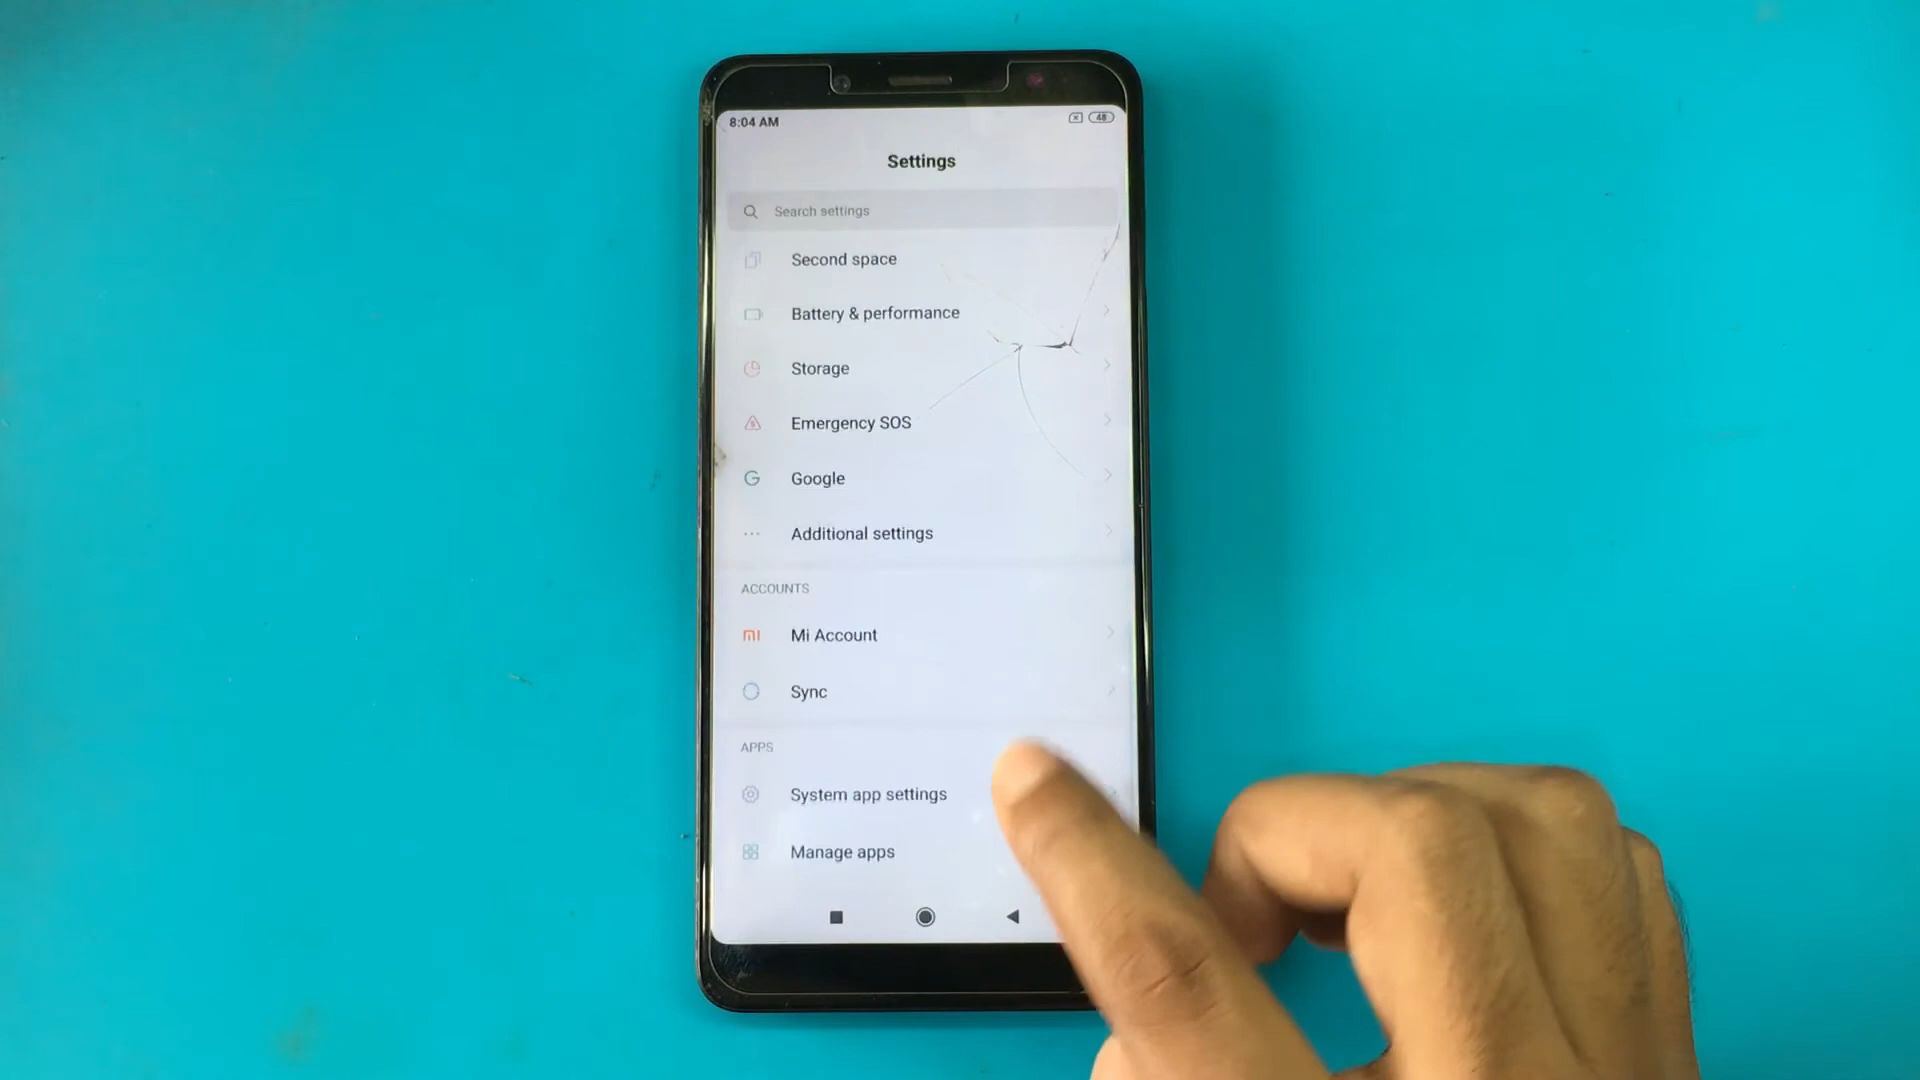 8:04 AM
48
Settings
Search settings
Second space
Battery & performance
Storage
Emergency SOS
Google
Additional settings
ACCOUNTS
Mi Account
Sync
APPS
System app settings
Manage apps